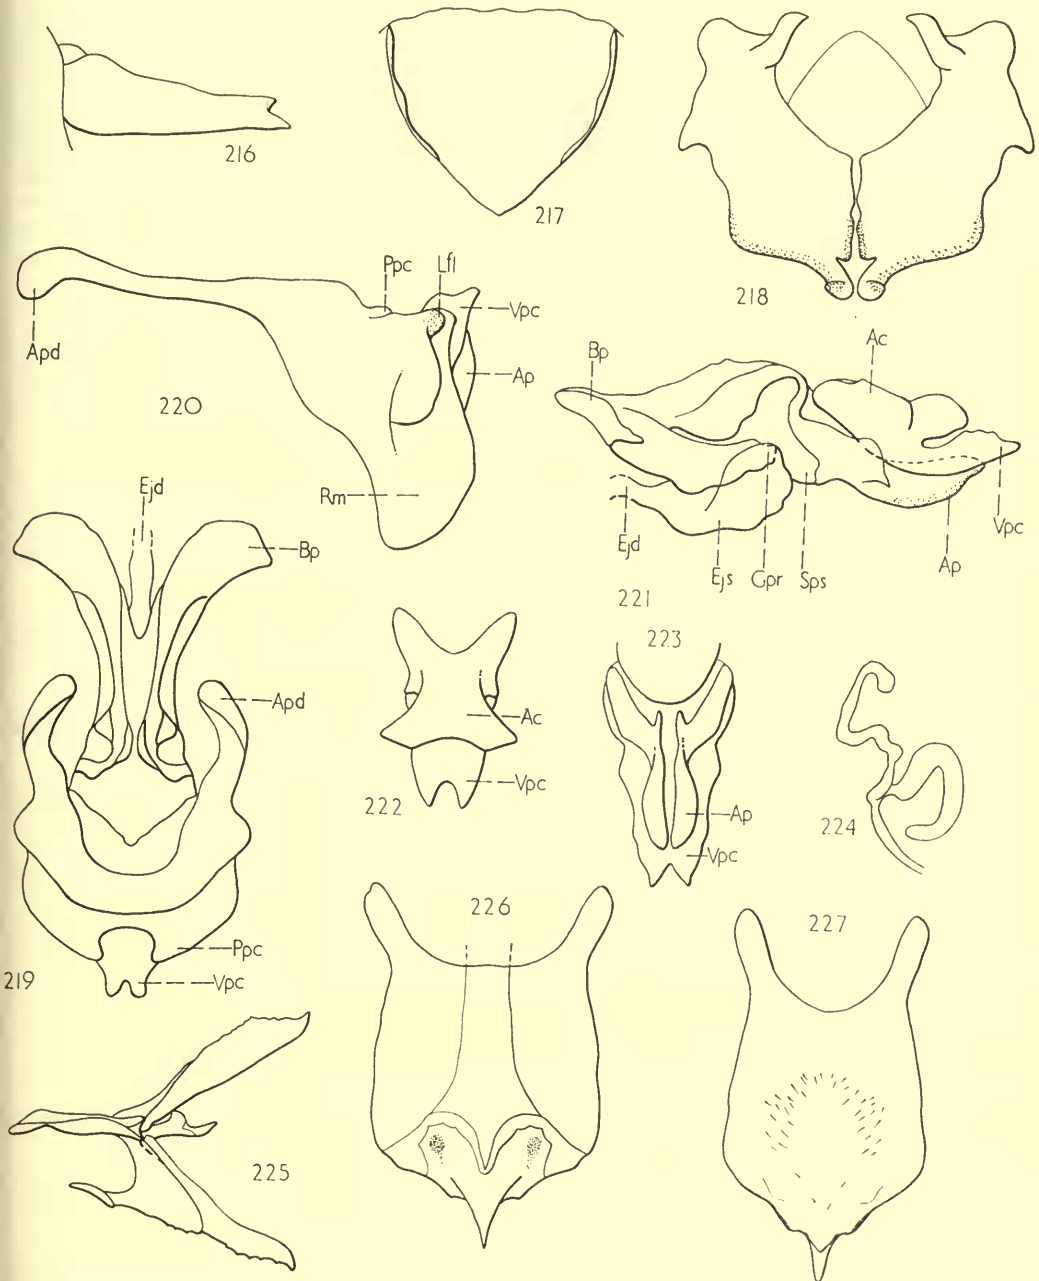 216
217
218
Ppc
Lfl
Vpc
Ap
Apd
220
Rm
Bp
Ac
Ejd
Ejs
Gpr
Sps
Ap
Vpc
221
Ejd
Bp
Apd
Ppc
Vpc
219
Ac
Vpc
222
223
Ap
Vpc
224
225
226
227